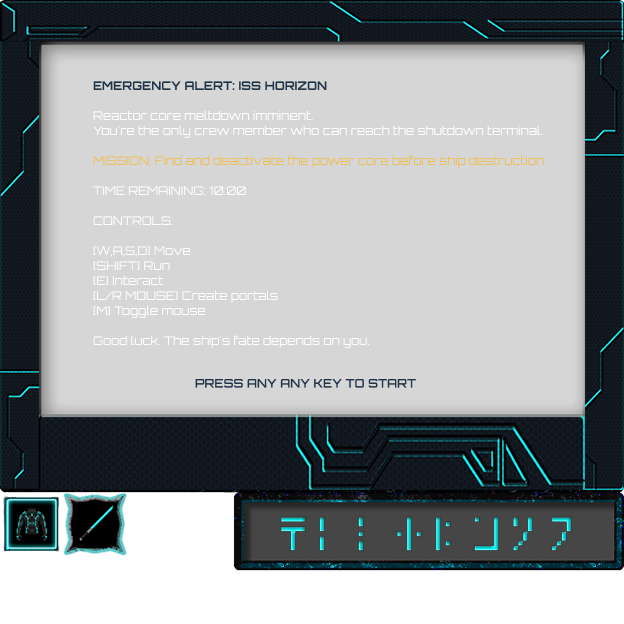 EMERGENCY ALERT: ISS HORIZON
Reactor core meltdown imminent.
You're the only crew member who can reach the shutdown terminal.
MISSION: Find and deactivate the power core before ship destruction.
TIME REMAINING: 10:00
CONTROLS:
[W,A,S,D] Move
[SHIFT] Run
[E] Interact
[L/R MOUSE] Create portals
[M] Toggle mouse
Good luck. The ship's fate depends on you.
PRESS ANY ANY KEY TO START